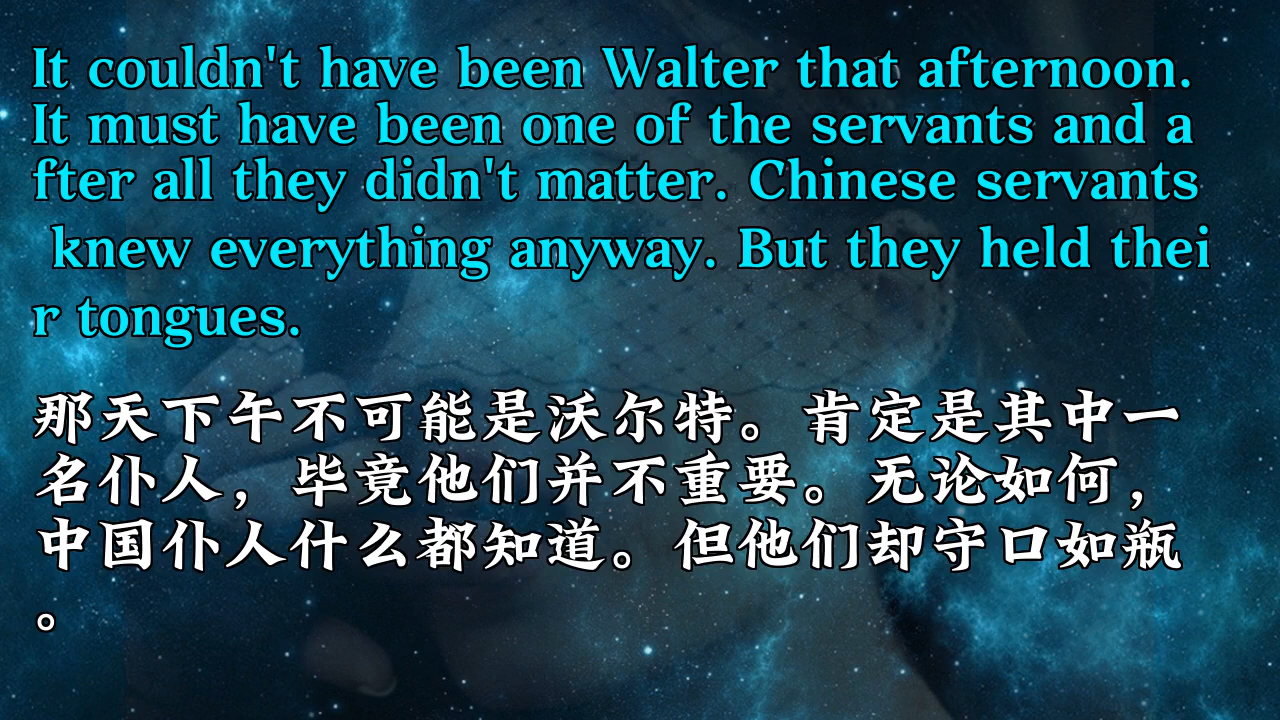 It couldn't have been Walter that afternoon.
It must have been one of the servants and a
fter all they didn't matter. Chinese servants
knew everything anyway. But they held thei
r tongues.
那天下午不可能是沃尔特。肯定是其中一
名仆人，毕竟他们并不重要。无论如何，
中国仆人什么都知道。但他们却守口如瓶
。